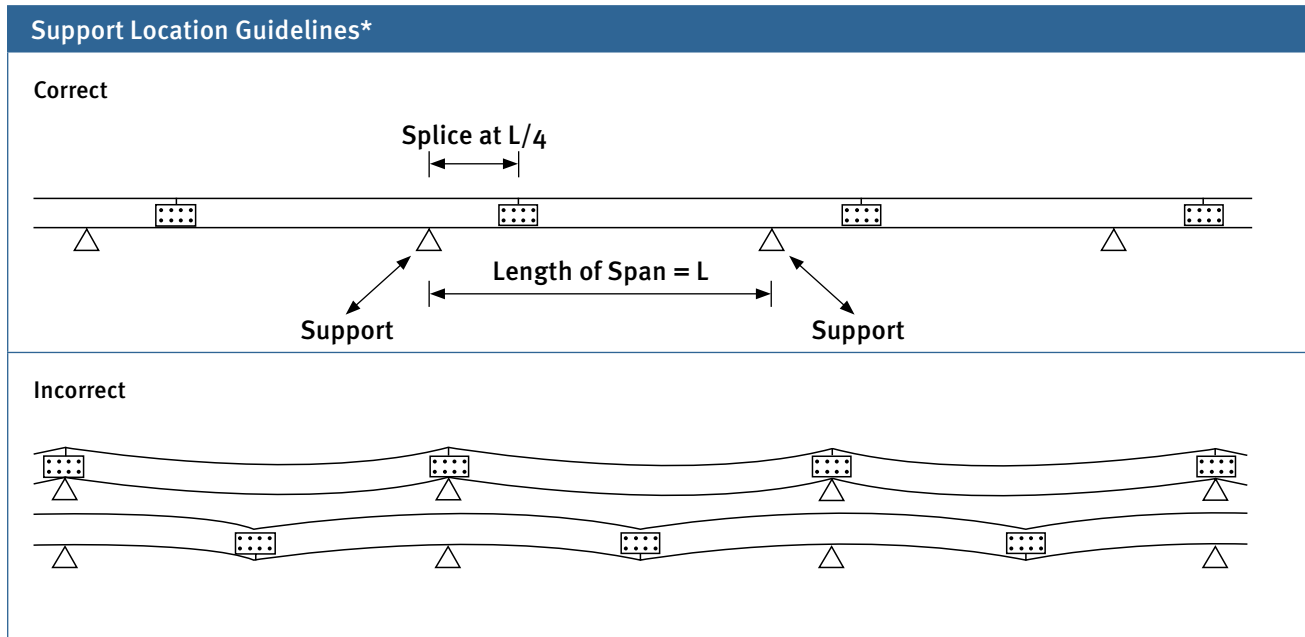 Support Location Guidelines*
Correct
Splice at L/4
Length of Span = L
Support
Support
Incorrect